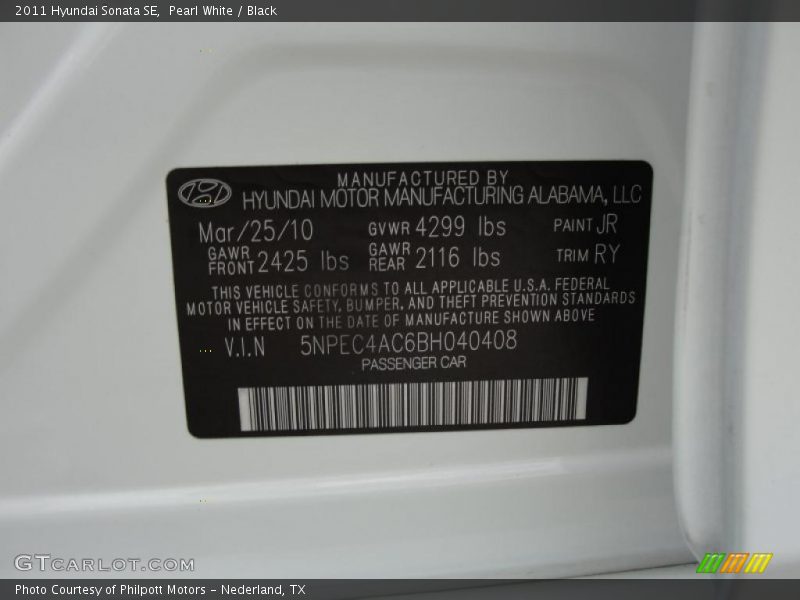 2011 Hyundai Sonata SE,  Pearl White / Black
MANUFACTURED BY
HYUNDAI MOTOR MANUFACTURING ALABAMA, LLC
Mar/25/10 GVWR 4299 lbs PAINT JR
GAWR FRONT 2425 lbs GAWR REAR 2116 lbs TRIM RY
THIS VEHICLE CONFORMS TO ALL APPLICABLE U.S.A. FEDERAL
MOTOR VEHICLE SAFETY, BUMPER, AND THEFT PREVENTION STANDARDS
IN EFFECT ON THE DATE OF MANUFACTURE SHOWN ABOVE
V.I.N 5NPEC4AC6BH040408
PASSENGER CAR
GTCARLOT.COM
Photo Courtesy of Philpott Motors - Nederland, TX